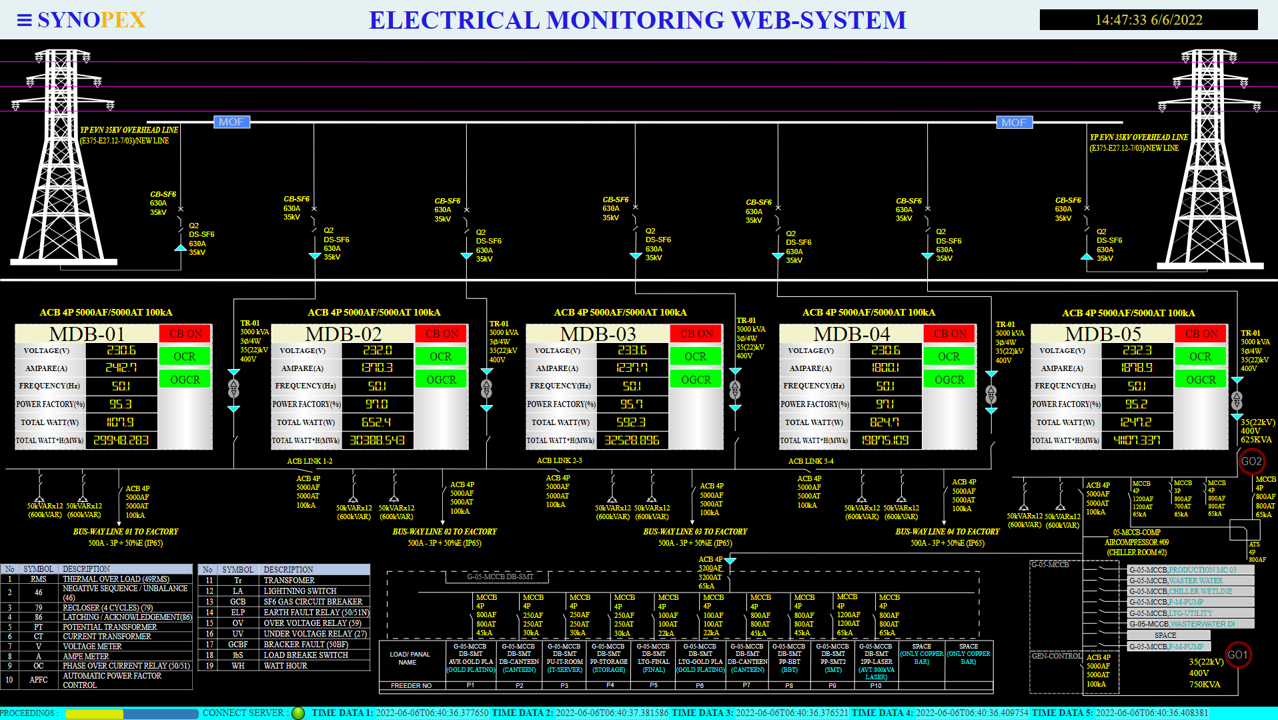 ≡ SYNOPEX
ELECTRICAL MONITORING WEB-SYSTEM
14:47:33 6/6/2022
MOF
MOF
YP EVN 35KV OVERHEAD LINE
(E375-E27.12-7/03)/NEW LINE
YP EVN 35KV OVERHEAD LINE
(E375-E27.12-7/03)/NEW LINE
CB-SF6
630A
35kV
Q2
DS-SF6
630A
35kV
CB-SF6
630A
35kV
Q2
DS-SF6
630A
35kV
CB-SF6
630A
35kV
Q2
DS-SF6
630A
35kV
CB-SF6
630A
35kV
Q2
DS-SF6
630A
35kV
CB-SF6
630A
35kV
Q2
DS-SF6
630A
35kV
CB-SF6
630A
35kV
Q2
DS-SF6
630A
35kV
CB-SF6
630A
35kV
Q2
DS-SF6
630A
35kV
ACB 4P 5000AF/5000AT 100kA
MDB-01
CB ON
VOLTAGE(V) 230.6
OCR
AMPARE(A) 2412.7
OGCR
FREQUENCY(Hz) 50.1
POWER FACTORY(%) 95.3
TOTAL WATT(W) 1107.9
TOTAL WATT*H(MWh) 29948.283
TR-01
3000 kVA
3Ø/4W
35(22)kV
400V
ACB 4P 5000AF/5000AT 100kA
MDB-02
CB ON
VOLTAGE(V) 232.0
OCR
AMPARE(A) 1370.3
OGCR
FREQUENCY(Hz) 50.1
POWER FACTORY(%) 97.0
TOTAL WATT(W) 652.4
TOTAL WATT*H(MWh) 30388.543
TR-01
3000 kVA
3Ø/4W
35(22)kV
400V
ACB 4P 5000AF/5000AT 100kA
MDB-03
CB ON
VOLTAGE(V) 233.6
OCR
AMPARE(A) 1237.7
OGCR
FREQUENCY(Hz) 50.1
POWER FACTORY(%) 95.7
TOTAL WATT(W) 592.3
TOTAL WATT*H(MWh) 32528.896
TR-01
3000 kVA
3Ø/4W
35(22)kV
400V
ACB 4P 5000AF/5000AT 100kA
MDB-04
CB ON
VOLTAGE(V) 230.6
OCR
AMPARE(A) 1800.1
OGCR
FREQUENCY(Hz) 50.1
POWER FACTORY(%) 97.1
TOTAL WATT(W) 824.7
TOTAL WATT*H(MWh) 19875.109
TR-01
3000 kVA
3Ø/4W
35(22)kV
400V
ACB 4P 5000AF/5000AT 100kA
MDB-05
CB ON
VOLTAGE(V) 232.3
OCR
AMPARE(A) 1878.9
OGCR
FREQUENCY(Hz) 50.1
POWER FACTORY(%) 95.2
TOTAL WATT(W) 1247.2
TOTAL WATT*H(MWh) 41107.337
TR-01
3000 kVA
3Ø/4W
35(22)kV
400V
35(22kV)
400V
625KVA
GO2
ACB LINK 1-2
ACB LINK 2-3
ACB LINK 3-4
50kVARx12
(600kVAR)
50kVARx12
(600kVAR)
ACB 4P
5000AF
5000AT
100kA
BUS-WAY LINE 01 TO FACTORY
500A - 3P + 50%E (IP65)
ACB 4P
5000AF
5000AT
100kA
50kVARx12
(600kVAR)
50kVARx12
(600kVAR)
ACB 4P
5000AF
5000AT
100kA
BUS-WAY LINE 02 TO FACTORY
500A - 3P + 50%E (IP65)
ACB 4P
5000AF
5000AT
100kA
50kVARx12
(600kVAR)
50kVARx12
(600kVAR)
ACB 4P
5000AF
5000AT
100kA
BUS-WAY LINE 03 TO FACTORY
500A - 3P + 50%E (IP65)
ACB 4P
5000AF
5000AT
100kA
50kVARx12
(600kVAR)
50kVARx12
(600kVAR)
ACB 4P
5000AF
5000AT
100kA
BUS-WAY LINE 04 TO FACTORY
500A - 3P + 50%E (IP65)
50kVARx12
(600kVAR)
50kVARx12
(600kVAR)
ACB 4P
5000AF
5000AT
100kA
MCCB
4P
1200AF
1200AT
65kA
MCCB
3P
800AF
700AT
65kA
MCCB
4P
800AF
800AT
65kA
MCCB
4P
800AF
800AT
65kA
05-MCCB-COMP
AIRCOMPRESSOR #09
(CHILLER ROOM #2)
ATS
4P
800AF
No SYMBOL DESCRIPTION
1 RMS THERMAL OVER LOAD (49RMS)
2 46 NEGATIVE SEQUENCE / UNBALANCE (46)
3 79 RECLOSER (4 CYCLES) (79)
4 86 LATCHING / ACKNOWLEDGEMENT(86)
5 PT POTENTIAL TRANSFORMER
6 CT CURRENT TRANSFORMER
7 V VOLTAGE METER
8 A AMPE METER
9 OC PHASE OVER CURRENT RELAY (50/51)
10 APFC AUTOMATIC POWER FACTOR CONTROL
No SYMBOL DESCRIPTION
11 Tr TRANSFOMER
12 LA LIGHTNING SWITCH
13 GCB SF6 GAS CIRCUIT BREAKER
14 ELP EARTH FAULT RELAY (50/51N)
15 OV OVER VOLTAGE RELAY (59)
16 UV UNDER VOLTAGE RELAY (27)
17 GCBF BRACKER FAULT (50BF)
18 lbS LOAD BREAKE SWITCH
19 WH WATT HOUR
G-05-MCCB DB-SMT
ACB 4P
3200AF
3200AT
65kA
MCCB
4P
800AF
800AT
45kA
MCCB
4P
250AF
250AT
30kA
MCCB
4P
250AF
250AT
30kA
MCCB
4P
800AF
800AT
45kA
MCCB
4P
100AF
100AT
22kA
MCCB
4P
100AF
100AT
22kA
MCCB
4P
800AF
800AT
45kA
MCCB
4P
800AF
800AT
45kA
MCCB
4P
1200AF
1200AT
65kA
MCCB
4P
800AF
800AT
65kA
LOAD/ PANAL NAME
G-05-MCCB DB-SMT AVR GOLD PLA (GOLD PLATING)
G-05-MCCB DB-SMT DB-CANTEEN (CANTEEN)
G-05-MCCB DB-SMT PU-IT-ROOM (IT-SERVER)
G-05-MCCB DB-SMT PP-STORAGE (STORAGE)
G-05-MCCB DB-SMT LTG-FINAL (FINAL)
G-05-MCCB DB-SMT LTG-GOLD PLA (GOLD PLATING)
G-05-MCCB DB-SMT DB-CANTEEN (CANTEEN)
G-05-MCCB DB-SMT PP-BBT (BBT)
G-05-MCCB DB-SMT PP-SMT2 (SMT)
G-05-MCCB DB-SMT 1PP-LASER (AVT 800kVA LASER)
SPACE (ONLY COPPER BAR)
SPACE (ONLY COPPER BAR)
FREEDER NO P1 P2 P3 P4 P5 P6 P7 P8 P9 P10
G-05-MCCB
G-05-MCCB,PRODUCTION MC 03
G-05-MCCB,WASTER WATER
G-05-MCCB,CHILLER WETLINE
G-05-MCCB,P-M-PUMP
G-05-MCCB,LTG-UTILITY
G-05-MCCB,WASTERWATER DI
SPACE
G-05-MCCB,P-M-PUMP
GEN-CONTROL
ACB 4P
5000AF
5000AT
100kA
GO1
35(22kV)
400V
750KVA
PROCEEDINGS :
CONNECT SERVER :
TIME DATA 1: 2022-06-06T06:40:36.377650 TIME DATA 2: 2022-06-06T06:40:37.381586 TIME DATA 3: 2022-06-06T06:40:36.376521 TIME DATA 4: 2022-06-06T06:40:36.409754 TIME DATA 5: 2022-06-06T06:40:36.408381